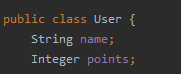 public class User {
String name;
Integer points;